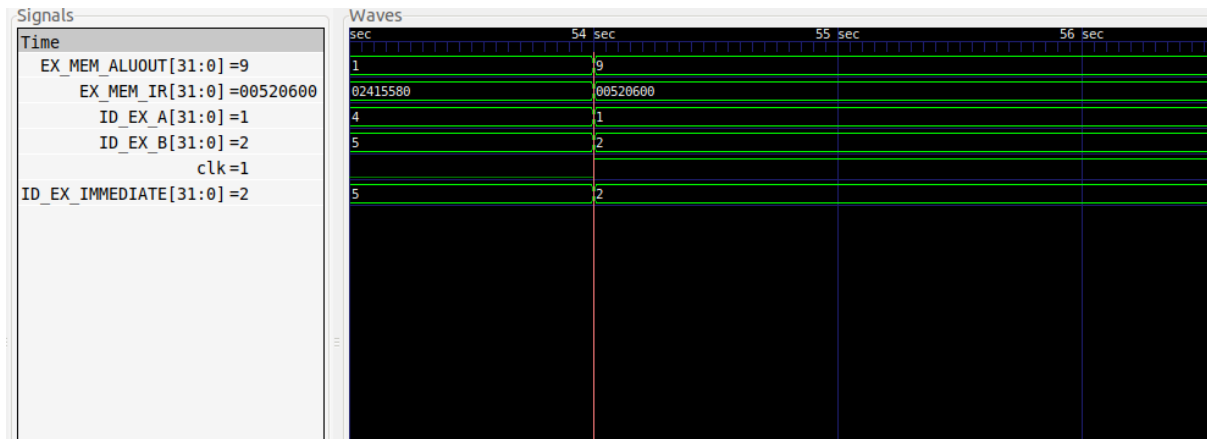 Signals
Time
EX_MEM_ALUOUT[31:0]=9
EX_MEM_IR[31:0]=00520600
ID_EX_A[31:0]=1
ID_EX_B[31:0]=2
clk=1
ID_EX_IMMEDIATE[31:0]=2
Waves
sec 54 sec 55 sec 56 sec
1 9
02415580 00520600
4 1
5 2
5 2